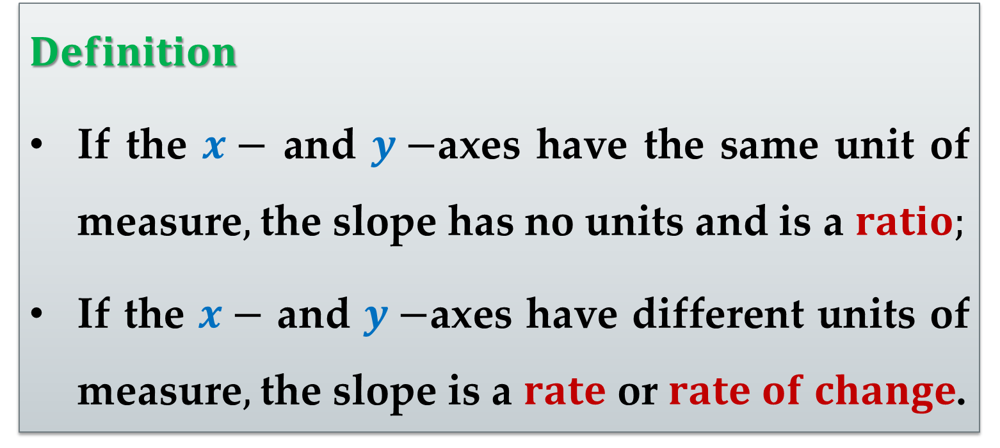 Definition
• If the x − and y −axes have the same unit of
measure, the slope has no units and is a ratio;
• If the x − and y −axes have different units of
measure, the slope is a rate or rate of change.